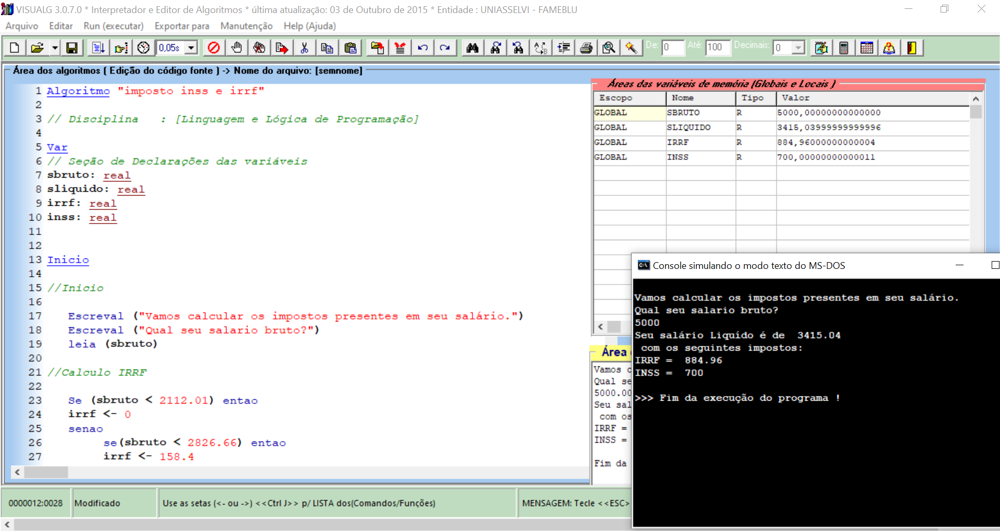 VISUALG 3.0.7.0 * Interpretador e Editor de Algoritmos * última atualização: 03 de Outubro de 2015 * Entidade : UNIASSELVI - FAMEBLU
Arquivo Editar Run (executar) Exportar para Manutenção Help (Ajuda)
0,05s De: 0 Até: 100 Decimais: 0
Área dos algoritmos ( Edição do código fonte ) -> Nome do arquivo: [semnome]
1 Algoritmo "imposto inss e irrf"
2
3 // Disciplina   : [Linguagem e Lógica de Programação]
4
5 Var
6 // Seção de Declarações das variáveis
7 sbruto: real
8 sliquido: real
9 irrf: real
10 inss: real
11
12
13 Inicio
14
15 //Inicio
16
17 Escreval ("Vamos calcular os impostos presentes em seu salário.")
18 Escreval ("Qual seu salario bruto?")
19 leia (sbruto)
20
21 //Calculo IRRF
22
23 Se (sbruto < 2112.01) entao
24 irrf <- 0
25 senao
26 se(sbruto < 2826.66) entao
27 irrf <- 158.4
Áreas das variáveis de memória (Globais e Locais )
Escopo Nome Tipo Valor
GLOBAL SBRUTO R 5000,00000000000000
GLOBAL SLIQUIDO R 3415,03999999999996
GLOBAL IRRF R 884,96000000000004
GLOBAL INSS R 700,00000000000011
Área
Vamos c
Qual se
5000.00
Seu sal
com os
IRRF =
INSS =
Fim da
Console simulando o modo texto do MS-DOS
Vamos calcular os impostos presentes em seu salário.
Qual seu salario bruto?
5000
Seu salário Liquído é de  3415.04
com os seguintes impostos:
IRRF =  884.96
INSS =  700
>>> Fim da execução do programa !
0000012:0028 Modificado Use as setas (<- ou ->) <<Ctrl J>> p/ LISTA dos(Comandos/Funções) MENSAGEM: Tecle <<ESC>